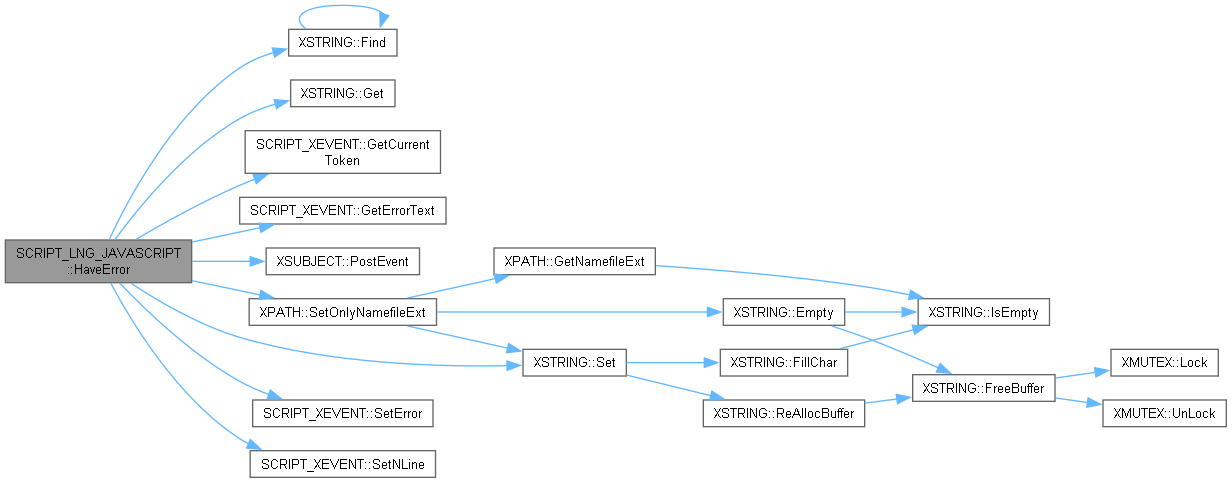 XSTRING::Find
XSTRING::Get
SCRIPT_XEVENT::GetCurrent
Token
SCRIPT_XEVENT::GetErrorText
SCRIPT_LNG_JAVASCRIPT
::HaveError
XSUBJECT::PostEvent
XPATH::GetNamefileExt
XPATH::SetOnlyNamefileExt
XSTRING::Empty
XSTRING::IsEmpty
XSTRING::Set
XSTRING::FillChar
XMUTEX::Lock
XSTRING::FreeBuffer
SCRIPT_XEVENT::SetError
XSTRING::ReAllocBuffer
XMUTEX::UnLock
SCRIPT_XEVENT::SetNLine